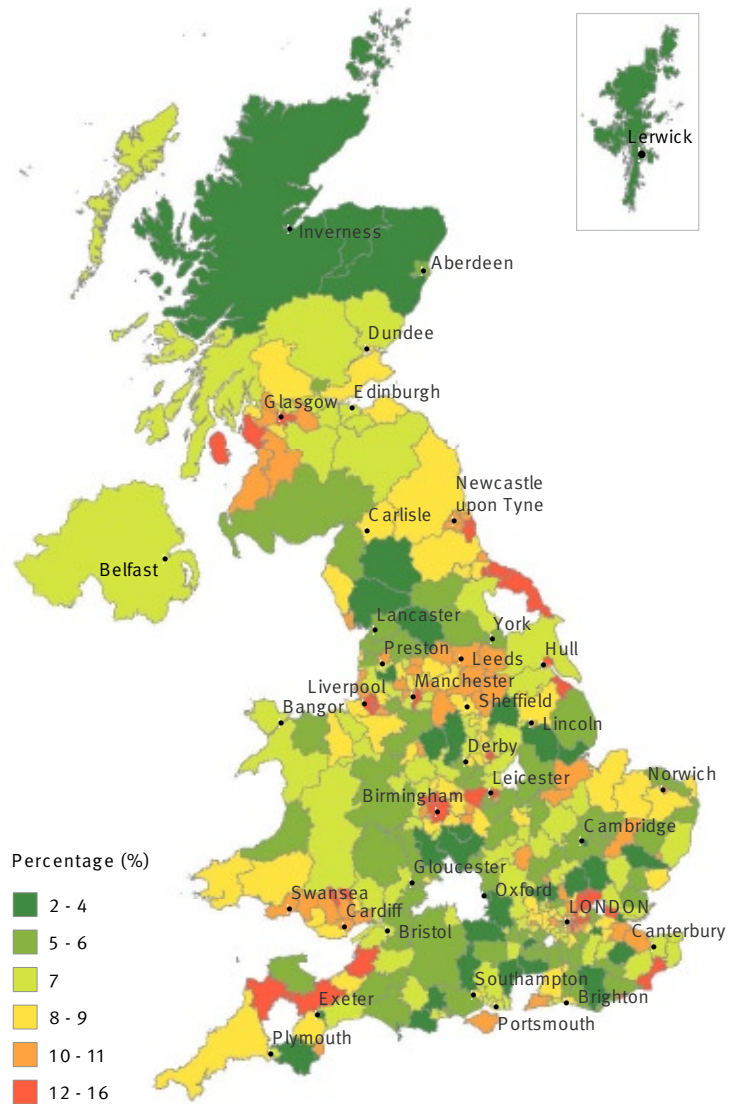 Lerwick
Inverness
Aberdeen
Dundee
Edinburgh
Glasgow
Newcastle
upon Tyne
Carlisle
Belfast
Lancaster
York
Preston
Leeds
Hull
Manchester
Liverpool
Sheffield
Bangor
Lincoln
Derby
Leicester
Norwich
Birmingham
Cambridge
Gloucester
Oxford
Swansea
LONDON
Cardiff
Bristol
Canterbury
Southampton
Brighton
Exeter
Portsmouth
Plymouth
Percentage (%)
2 - 4
5 - 6
7
8 - 9
10 - 11
12 - 16